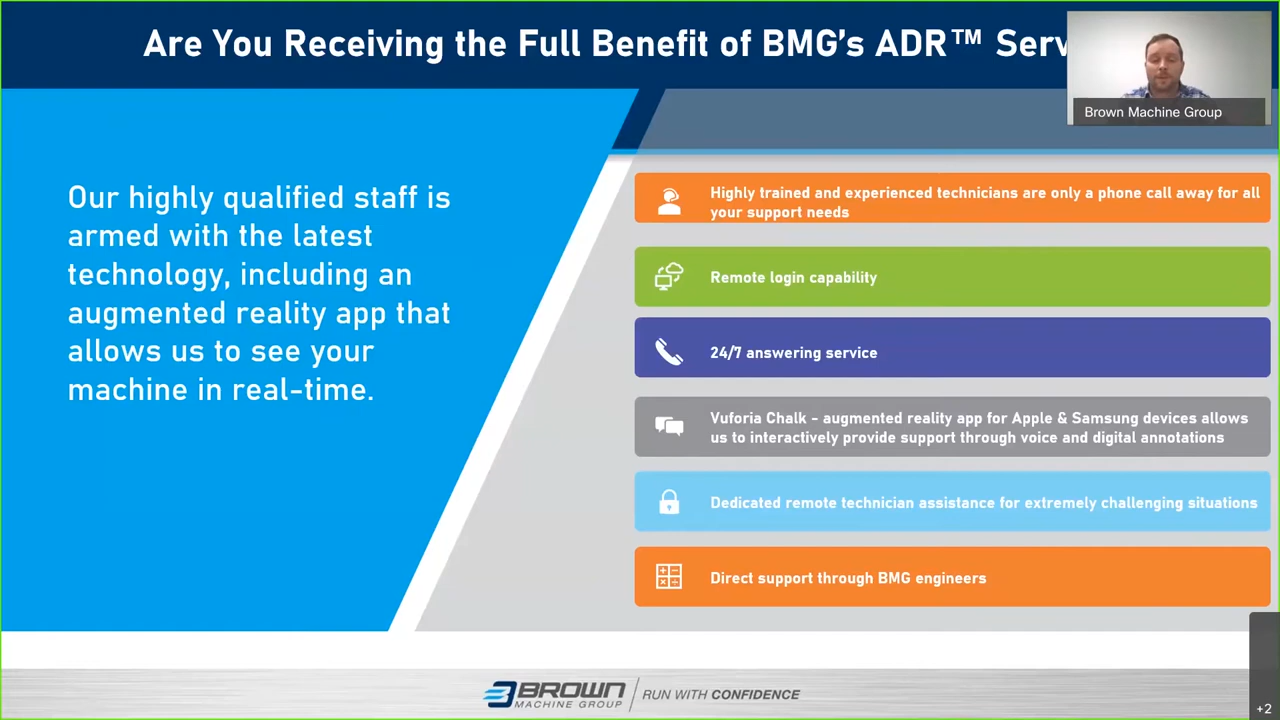 Are You Receiving the Full Benefit of BMG's ADR™ Serv
Brown Machine Group
Our highly qualified staff is
armed with the latest
technology, including an
augmented reality app that
allows us to see your
machine in real-time.
Highly trained and experienced technicians are only a phone call away for all
your support needs
Remote login capability
24/7 answering service
Vuforia Chalk - augmented reality app for Apple & Samsung devices allows
us to interactively provide support through voice and digital annotations
Dedicated remote technician assistance for extremely challenging situations
Direct support through BMG engineers
BROWN
MACHINE GROUP
RUN WITH CONFIDENCE
+2